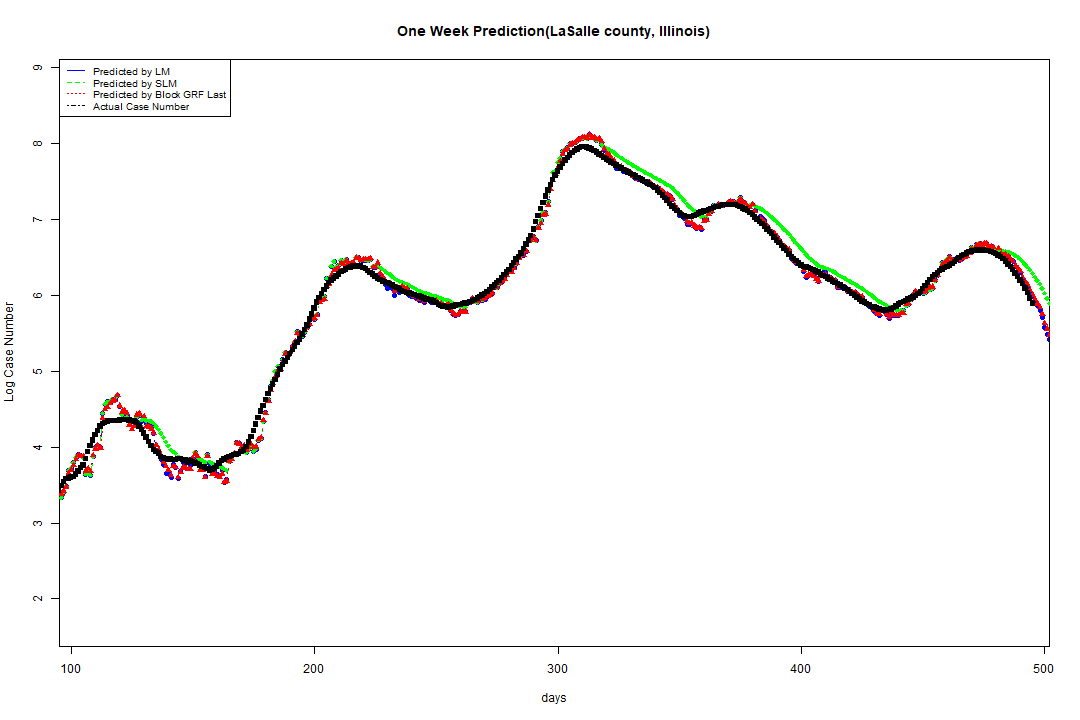 One Week Prediction(LaSalle county, Illinois)
Predicted by LM
Predicted by SLM
Predicted by Block GRF Last
Actual Case Number
9
8
7
6
5
4
3
2
Log Case Number
100 200 300 400 500
days